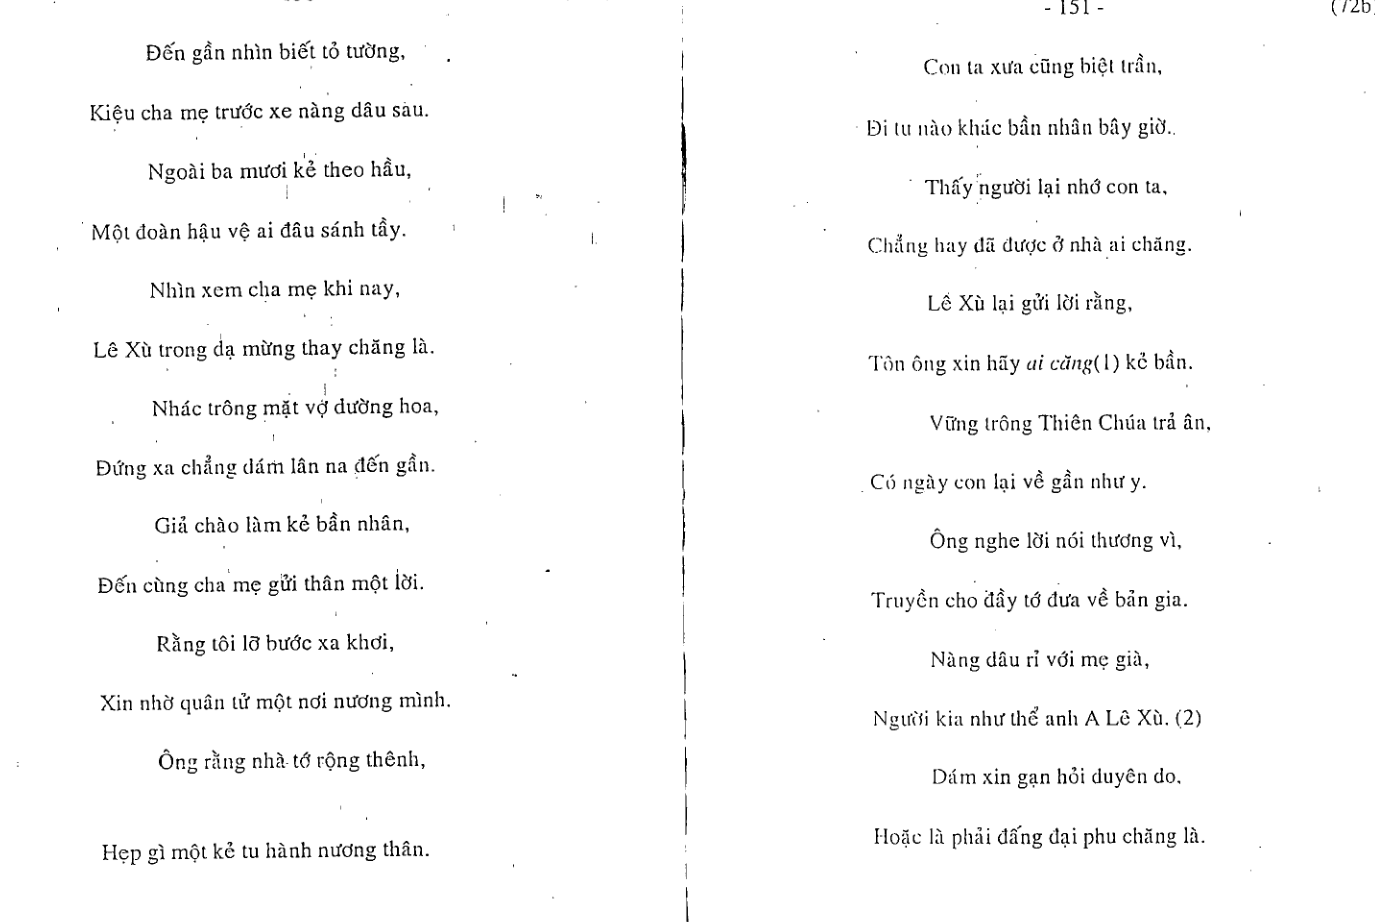 Đến gần nhìn biết tỏ tường,
Kiệu cha mẹ trước xe nàng dâu sau.
Ngoài ba mươi kẻ theo hầu,
Một đoàn hậu vệ ai đâu sánh tầy.
Nhìn xem cha mẹ khi nay,
Lê Xù trong dạ mừng thay chăng là.
Nhác trông mặt vợ dường hoa,
Đứng xa chẳng dám lân na đến gần.
Giả chào làm kẻ bần nhân,
Đến cùng cha mẹ gửi thân một lời.
Rằng tôi lỡ bước xa khơi,
Xin nhờ quân tử một nơi nương mình.
Ông rằng nhà tớ rộng thênh,
Hẹp gì một kẻ tu hành nương thân.
- 151 -
(72b)
Con ta xưa cũng biệt trần,
Đi tu nào khác bần nhân bây giờ.
Thấy người lại nhớ con ta,
Chẳng hay đã được ở nhà ai chăng.
Lê Xù lại gửi lời rằng,
Tôn ông xin hãy ai căng(1) kẻ bần.
Vững trông Thiên Chúa trả ân,
Có ngày con lại về gần như y.
Ông nghe lời nói thương vì,
Truyền cho đầy tớ đưa về bản gia.
Nàng dâu rỉ với mẹ già,
Người kia như thể anh A Lê Xù. (2)
Dám xin gạn hỏi duyên do,
Hoặc là phải đấng đại phu chăng là.